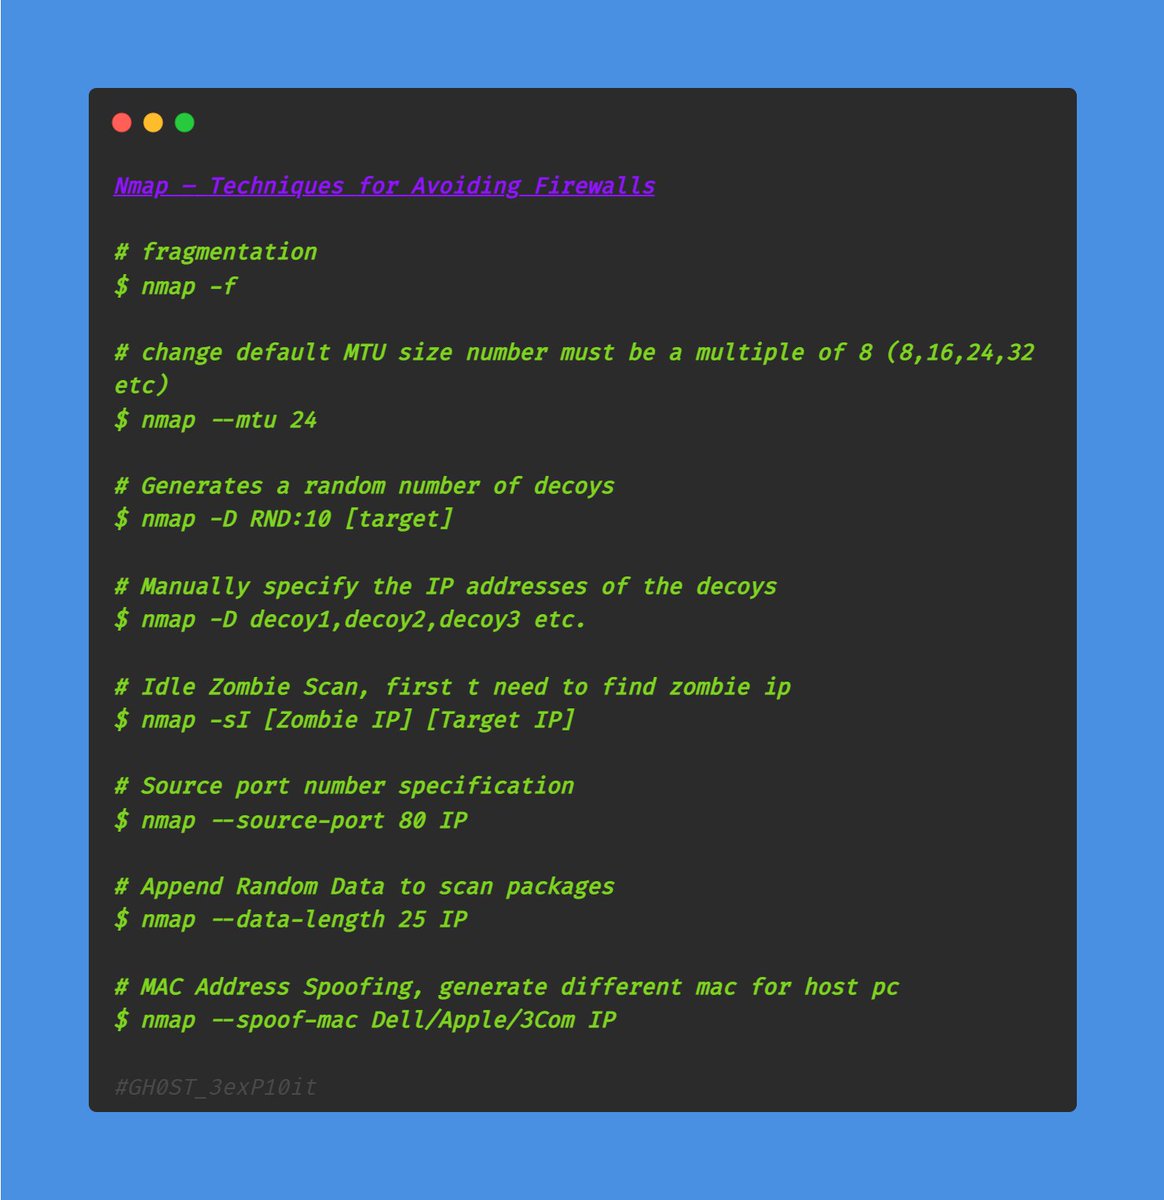 Nmap – Techniques for Avoiding Firewalls
# fragmentation
$ nmap -f
# change default MTU size number must be a multiple of 8 (8,16,24,32
etc)
$ nmap --mtu 24
# Generates a random number of decoys
$ nmap -D RND:10 [target]
# Manually specify the IP addresses of the decoys
$ nmap -D decoy1,decoy2,decoy3 etc.
# Idle Zombie Scan, first t need to find zombie ip
$ nmap -sI [Zombie IP] [Target IP]
# Source port number specification
$ nmap --source-port 80 IP
# Append Random Data to scan packages
$ nmap --data-length 25 IP
# MAC Address Spoofing, generate different mac for host pc
$ nmap --spoof-mac Dell/Apple/3Com IP
#GH0ST_3exP10it